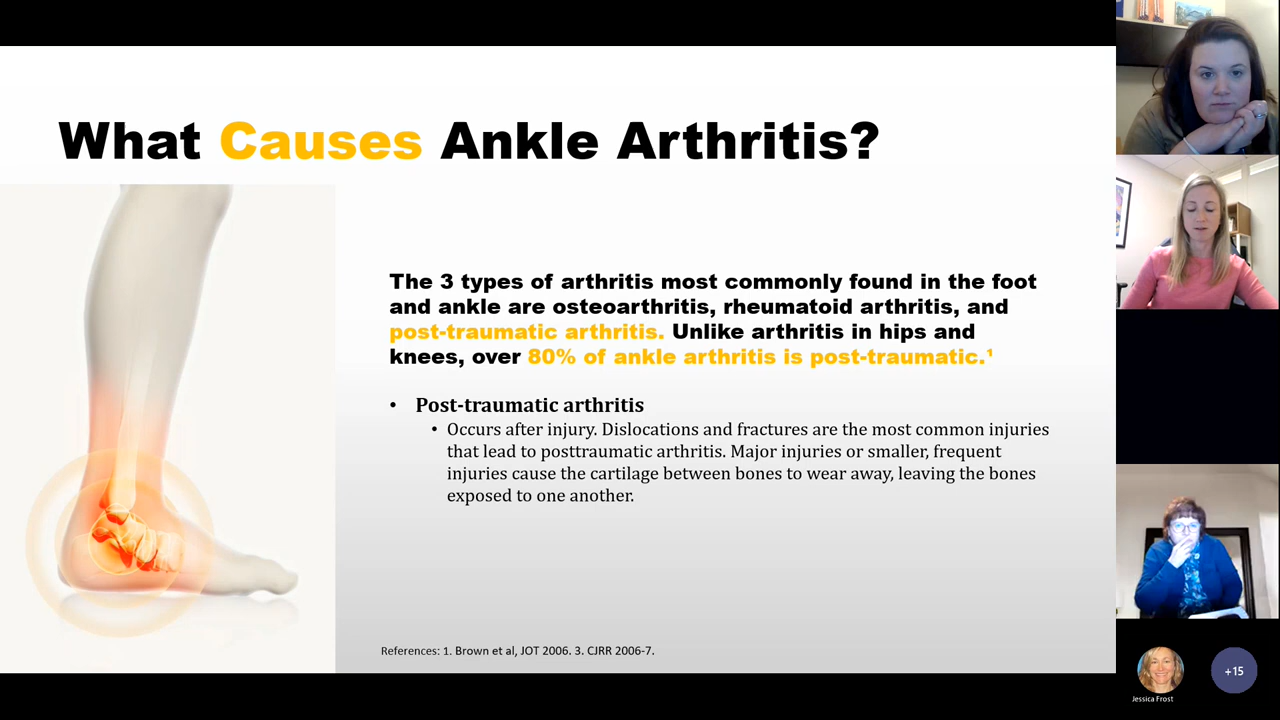 What Causes Ankle Arthritis?
The 3 types of arthritis most commonly found in the foot
and ankle are osteoarthritis, rheumatoid arthritis, and
post-traumatic arthritis. Unlike arthritis in hips and
knees, over 80% of ankle arthritis is post-traumatic.¹
• Post-traumatic arthritis
• Occurs after injury. Dislocations and fractures are the most common injuries
that lead to posttraumatic arthritis. Major injuries or smaller, frequent
injuries cause the cartilage between bones to wear away, leaving the bones
exposed to one another.
References: 1. Brown et al, JOT 2006. 3. CJRR 2006-7.
Jessica Frost
+15